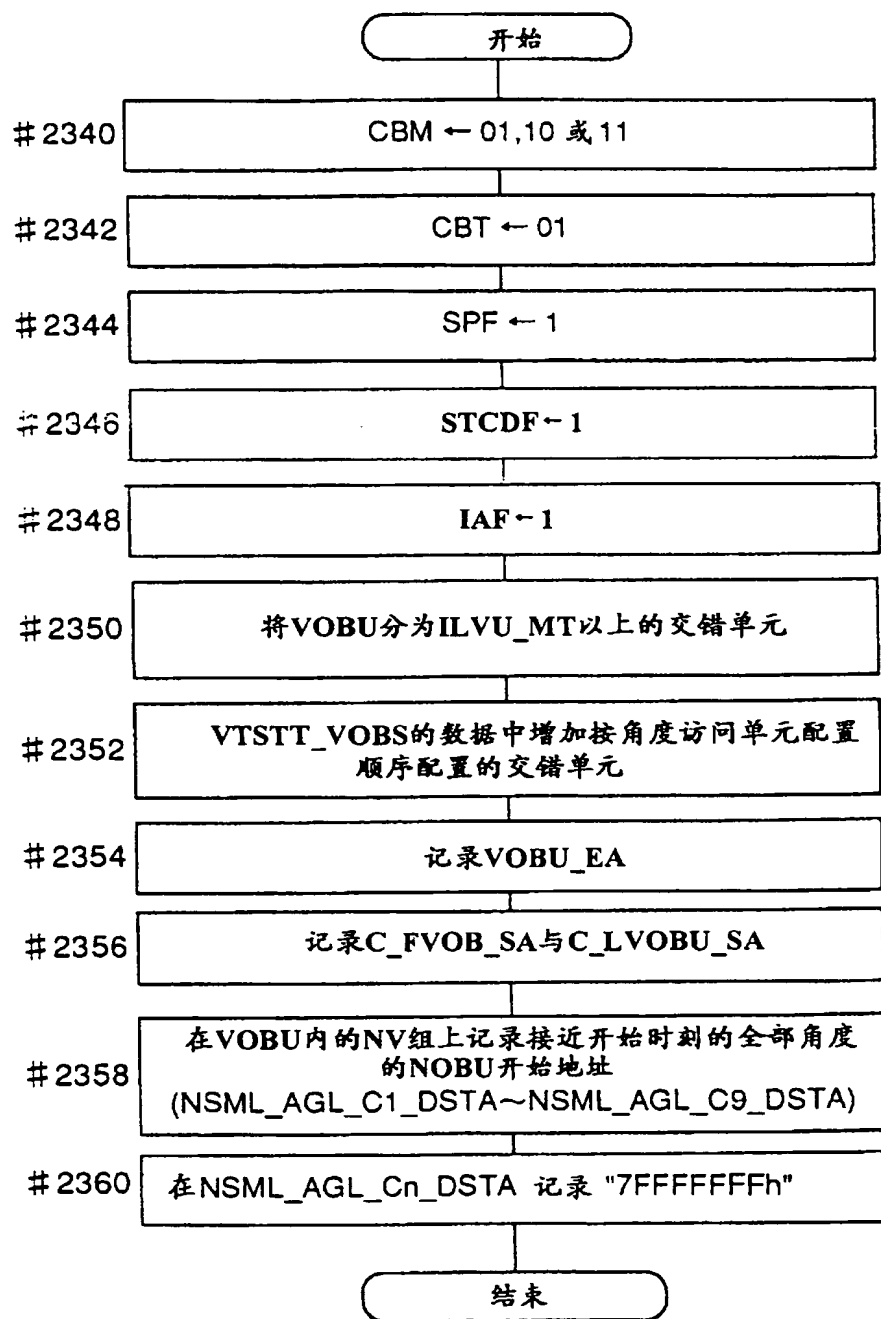 开始
#2340
CBM ← 01,10 或 11
#2342
CBT ← 01
#2344
SPF ← 1
#2346
STCDF← 1
#2348
IAF← 1
#2350
将VOBU分为ILVU_MT以上的交错单元
#2352
VTSTT_VOBS的数据中增加按角度访问单元配置
顺序配置的交错单元
#2354
记录VOBU_EA
#2356
记录C_FVOB_SA与C_LVOBU_SA
#2358
在VOBU内的NV组上记录接近开始时刻的全部角度
的NOBU开始地址
(NSML_AGL_C1_DSTA~NSML_AGL_C9_DSTA)
#2360
在NSML_AGL_Cn_DSTA 记录 "7FFFFFFFh"
结束